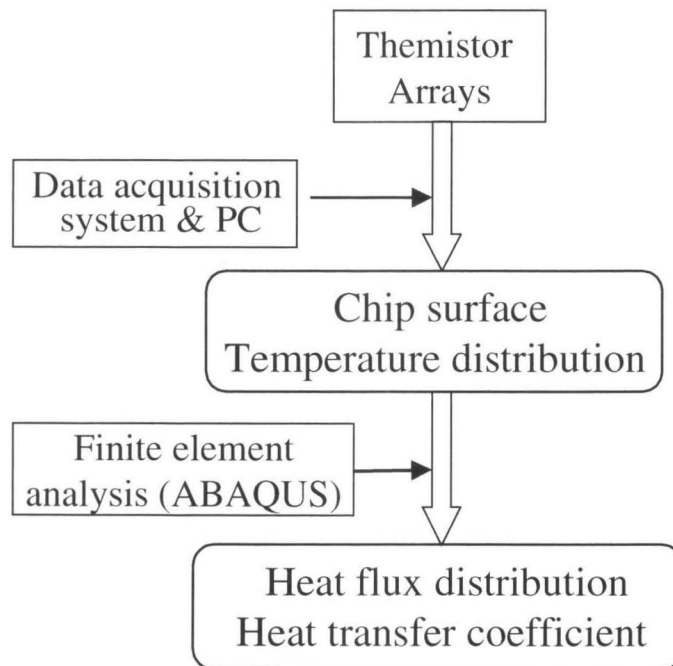 Themistor
Arrays
Data acquisition
system & PC
Chip surface
Temperature distribution
Finite element
analysis (ABAQUS)
Heat flux distribution
Heat transfer coefficient